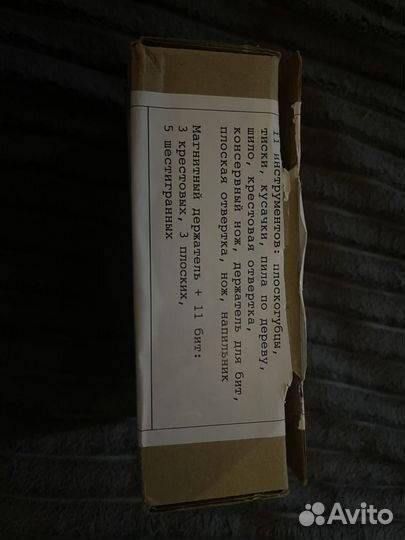 11 инструментов: плоскогубцы,
тиски, кусачки, пила по дереву,
шило, крестовая отвертка,
консервный нож, держатель для бит,
плоская отвертка, нож, напильник
Магнитный держатель + 11 бит:
3 крестовых, 3 плоских,
5 шестигранных
Avito